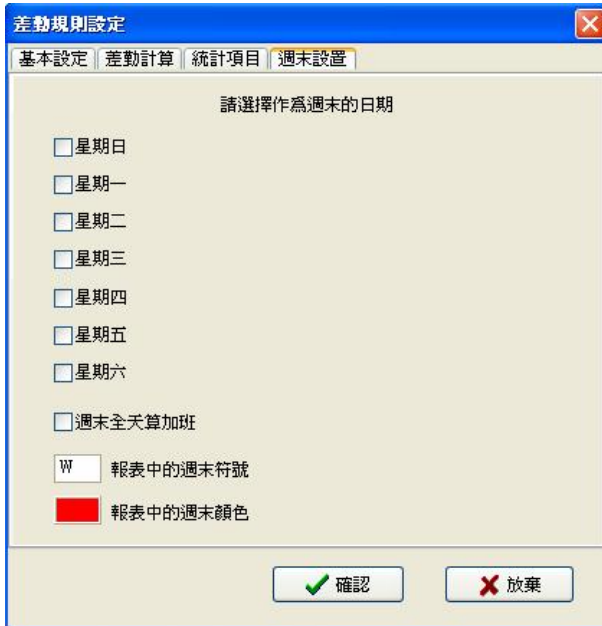 差勤規則設定
基本設定 差勤計算 統計項目 週末設置
請選擇作爲週末的日期
星期日
星期一
星期二
星期三
星期四
星期五
星期六
週末全天算加班
W 報表中的週末符號
報表中的週末顏色
確認 放棄